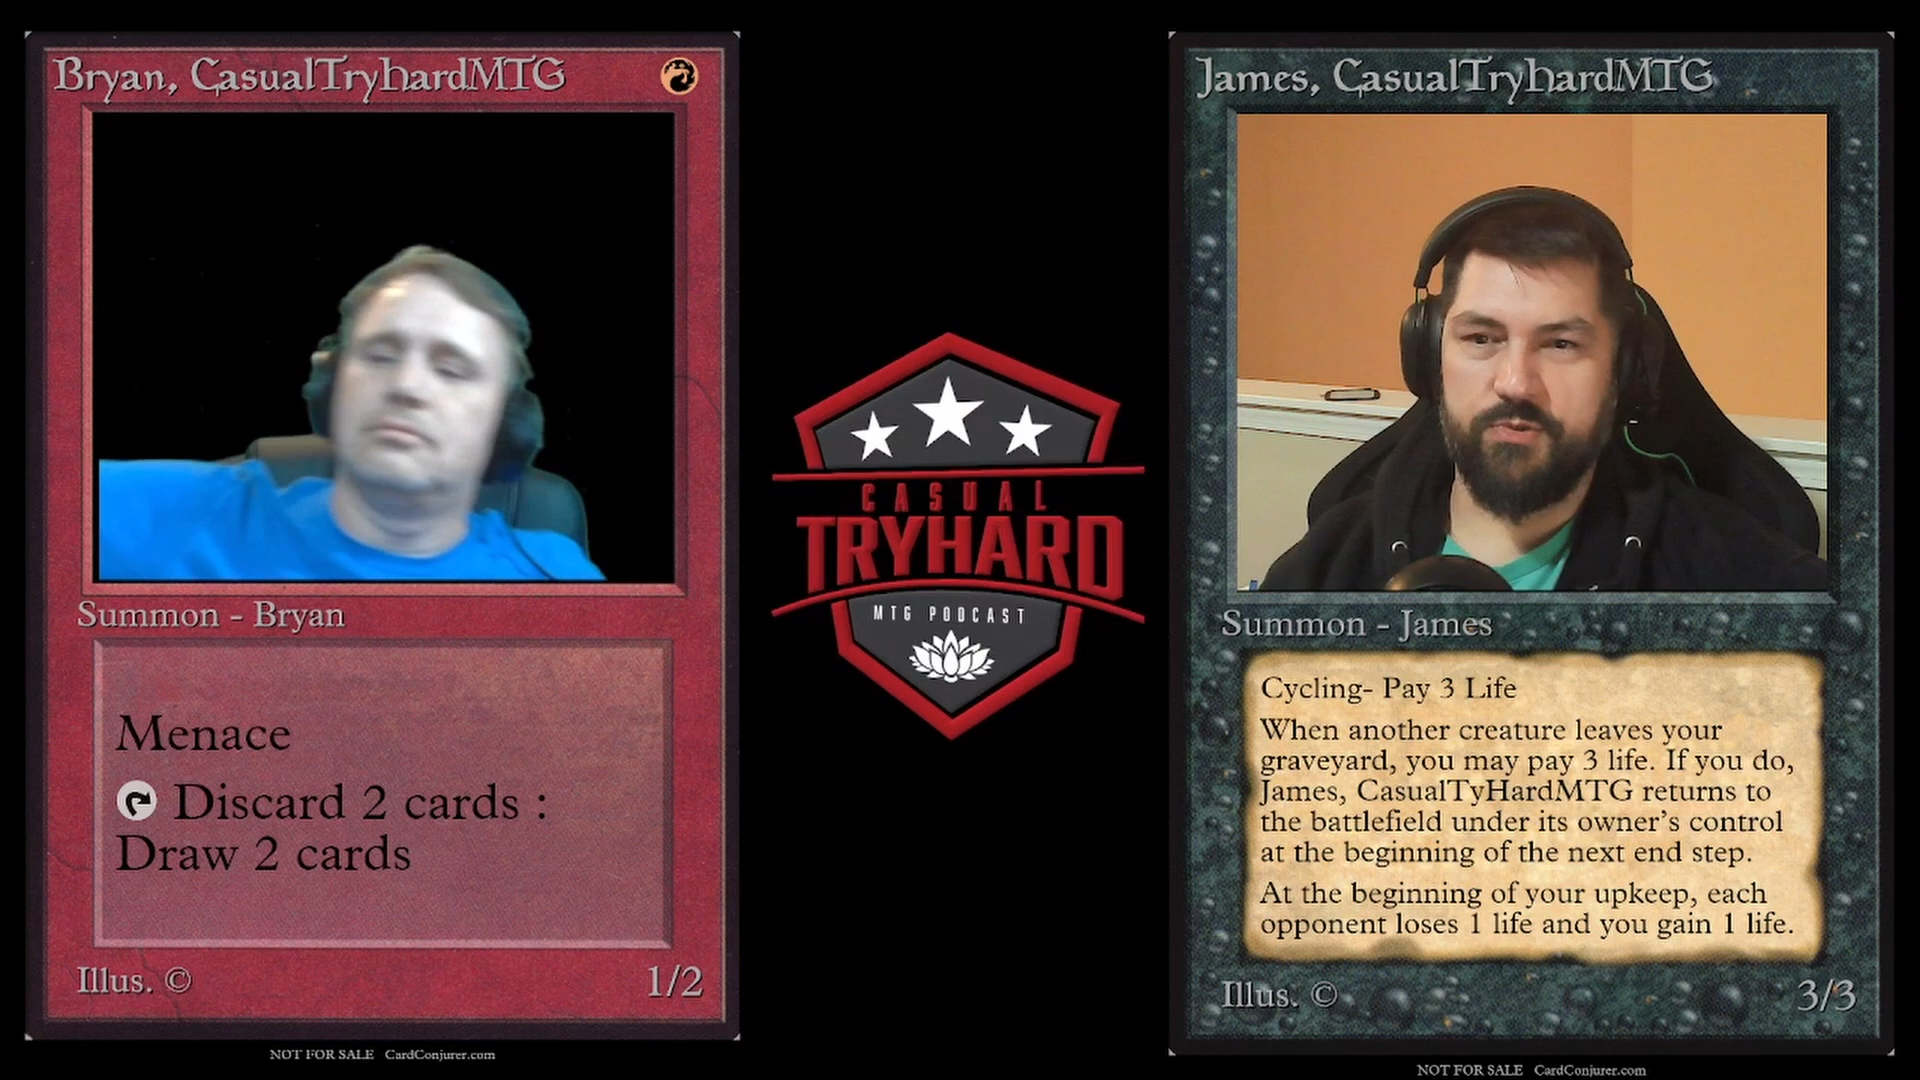 Bryan, CasualTryhardMTG
Summon - Bryan
Menace
Discard 2 cards :
Draw 2 cards
Illus. ©
1/2
NOT FOR SALE CardConjurer.com
CASUAL
TRYHARD
MTG PODCAST
James, CasualTryhardMTG
Summon - James
Cycling- Pay 3 Life
When another creature leaves your
graveyard, you may pay 3 life. If you do,
James, CasualTyHardMTG returns to
the battlefield under its owner's control
at the beginning of the next end step.
At the beginning of your upkeep, each
opponent loses 1 life and you gain 1 life.
Illus. ©
3/3
NOT FOR SALE CardConjurer.com